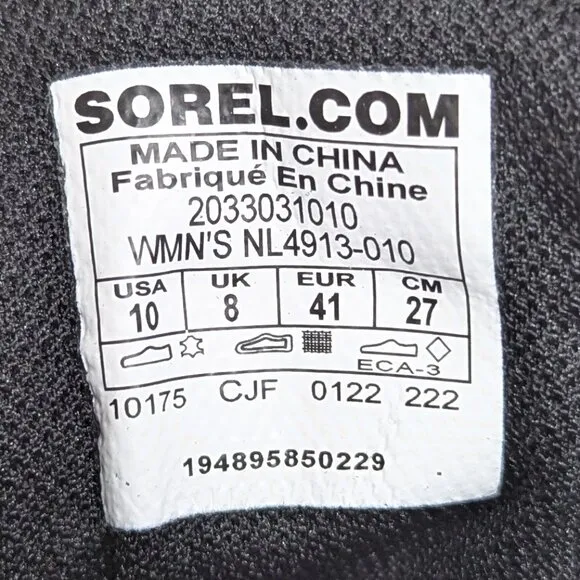 SOREL.COM
MADE IN CHINA
Fabriqué En Chine
2033031010
WMN'S NL4913-010
USA UK EUR CM
10 8 41 27
ECA-3
10175 CJF 0122 222
194895850229